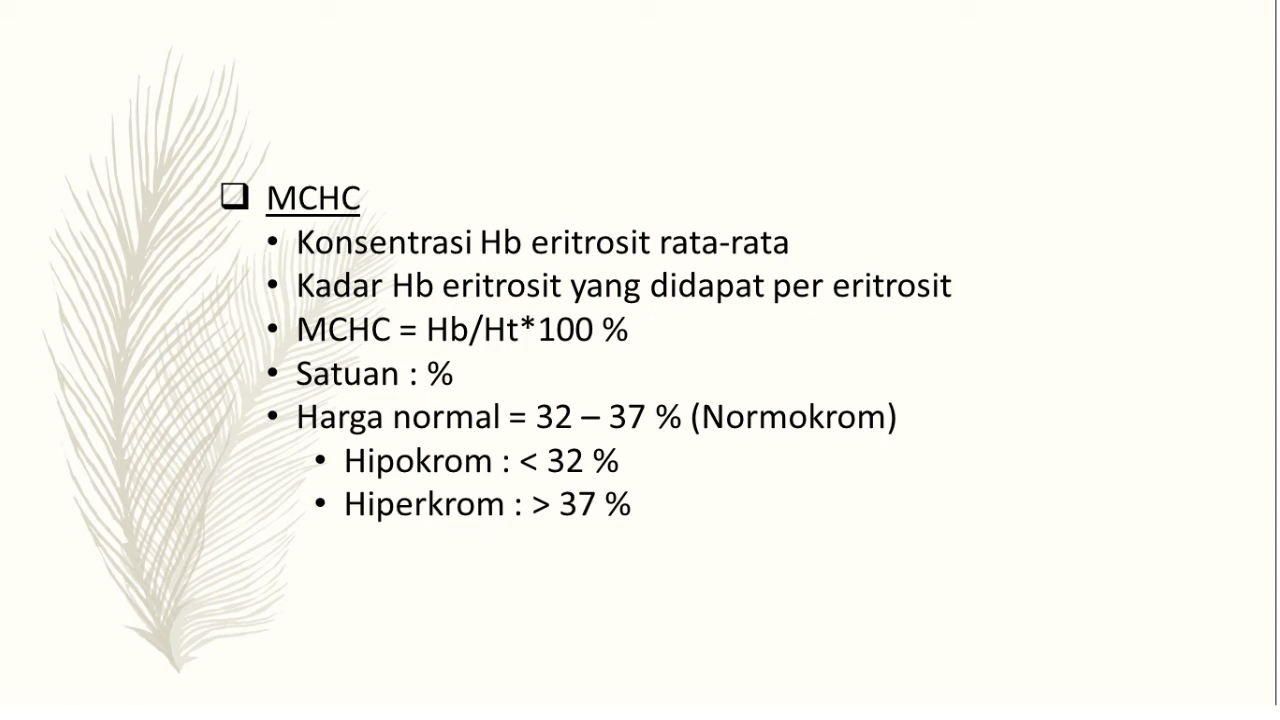 ❑ MCHC
• Konsentrasi Hb eritrosit rata-rata
• Kadar Hb eritrosit yang didapat per eritrosit
• MCHC = Hb/Ht*100 %
• Satuan : %
• Harga normal = 32 – 37 % (Normokrom)
• Hipokrom : < 32 %
• Hiperkrom : > 37 %